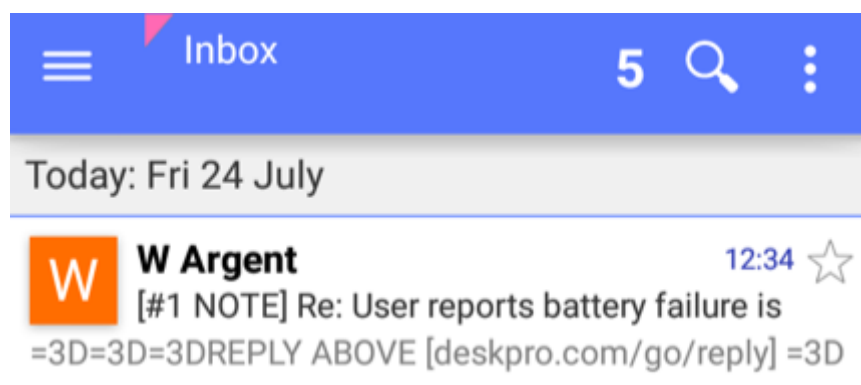 Inbox
5
Today: Fri 24 July
W
W Argent
12:34
[#1 NOTE] Re: User reports battery failure is
=3D=3D=3DREPLY ABOVE [deskpro.com/go/reply] =3D